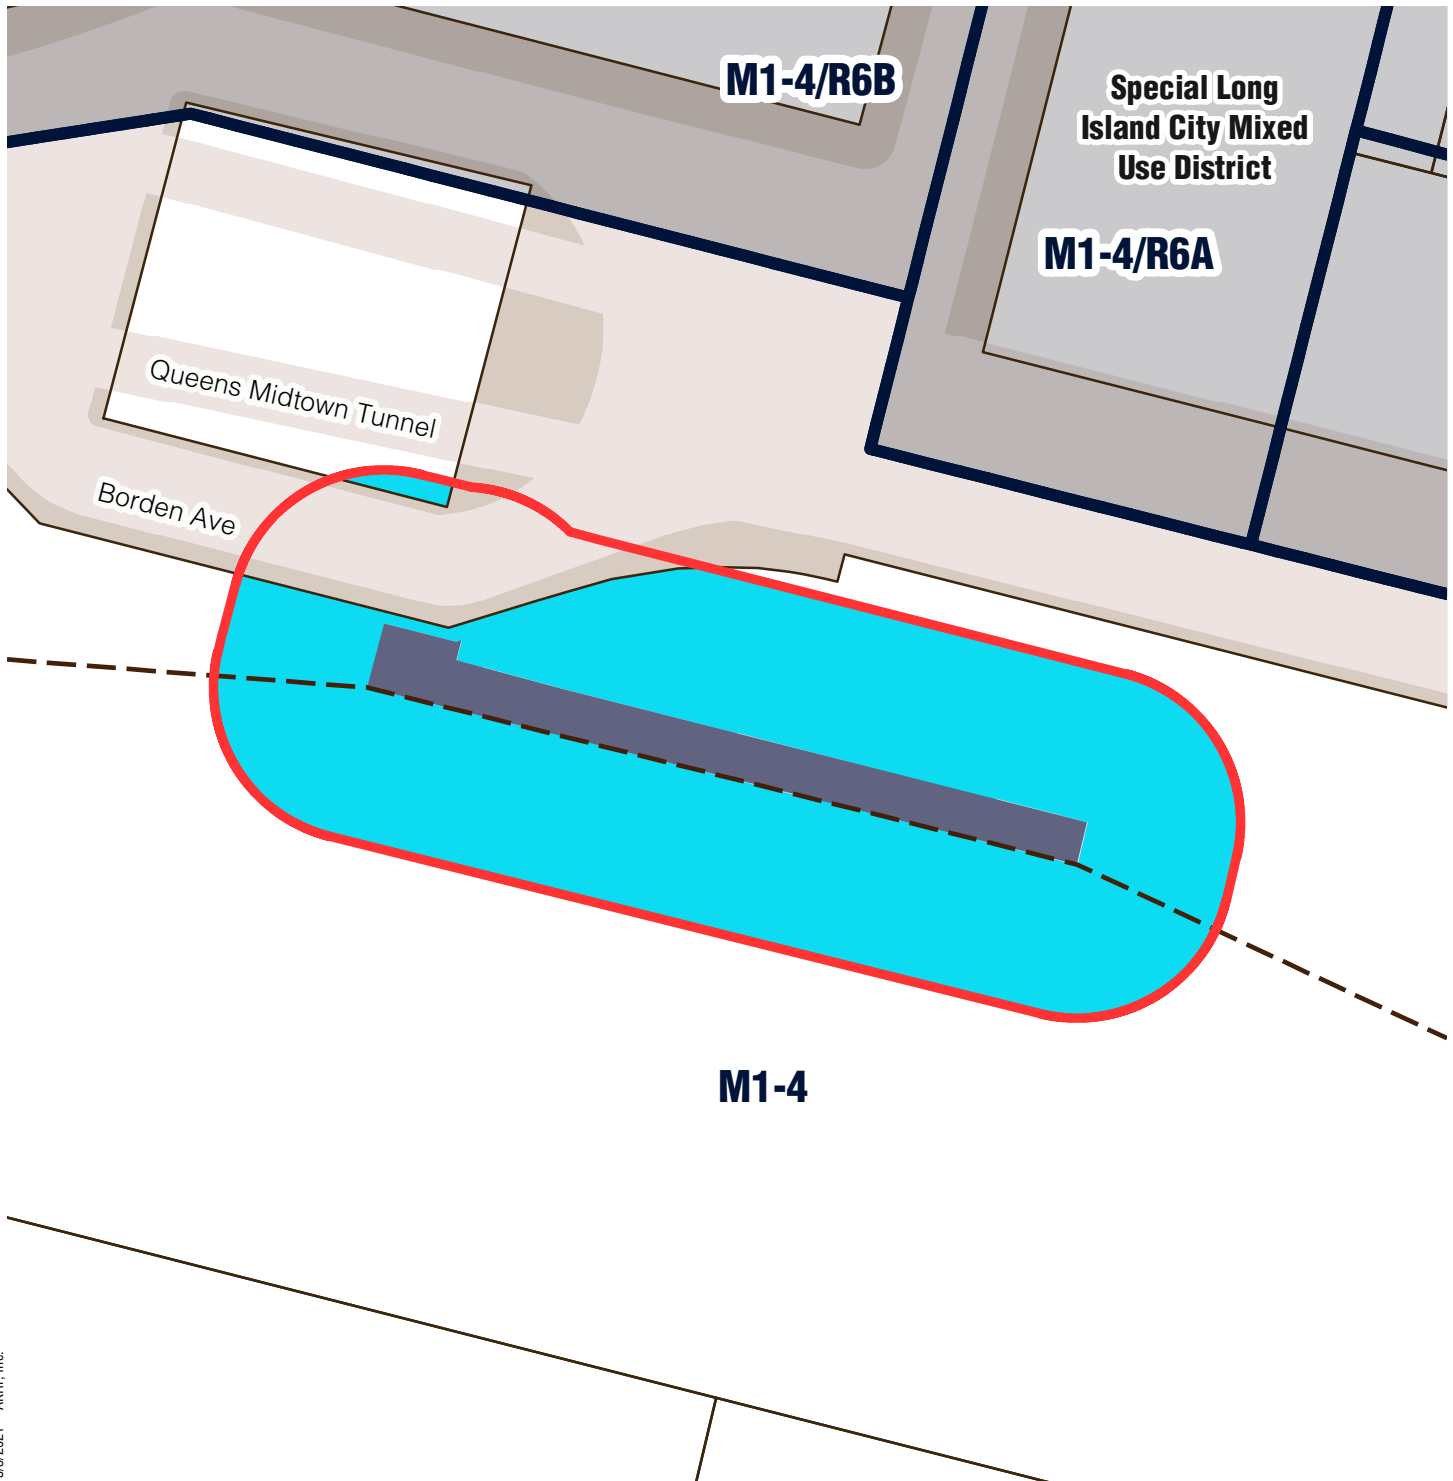 M1-4/R6B
Special Long
Island City Mixed
Use District
M1-4/R6A
Queens Midtown Tunnel
Borden Ave
M1-4